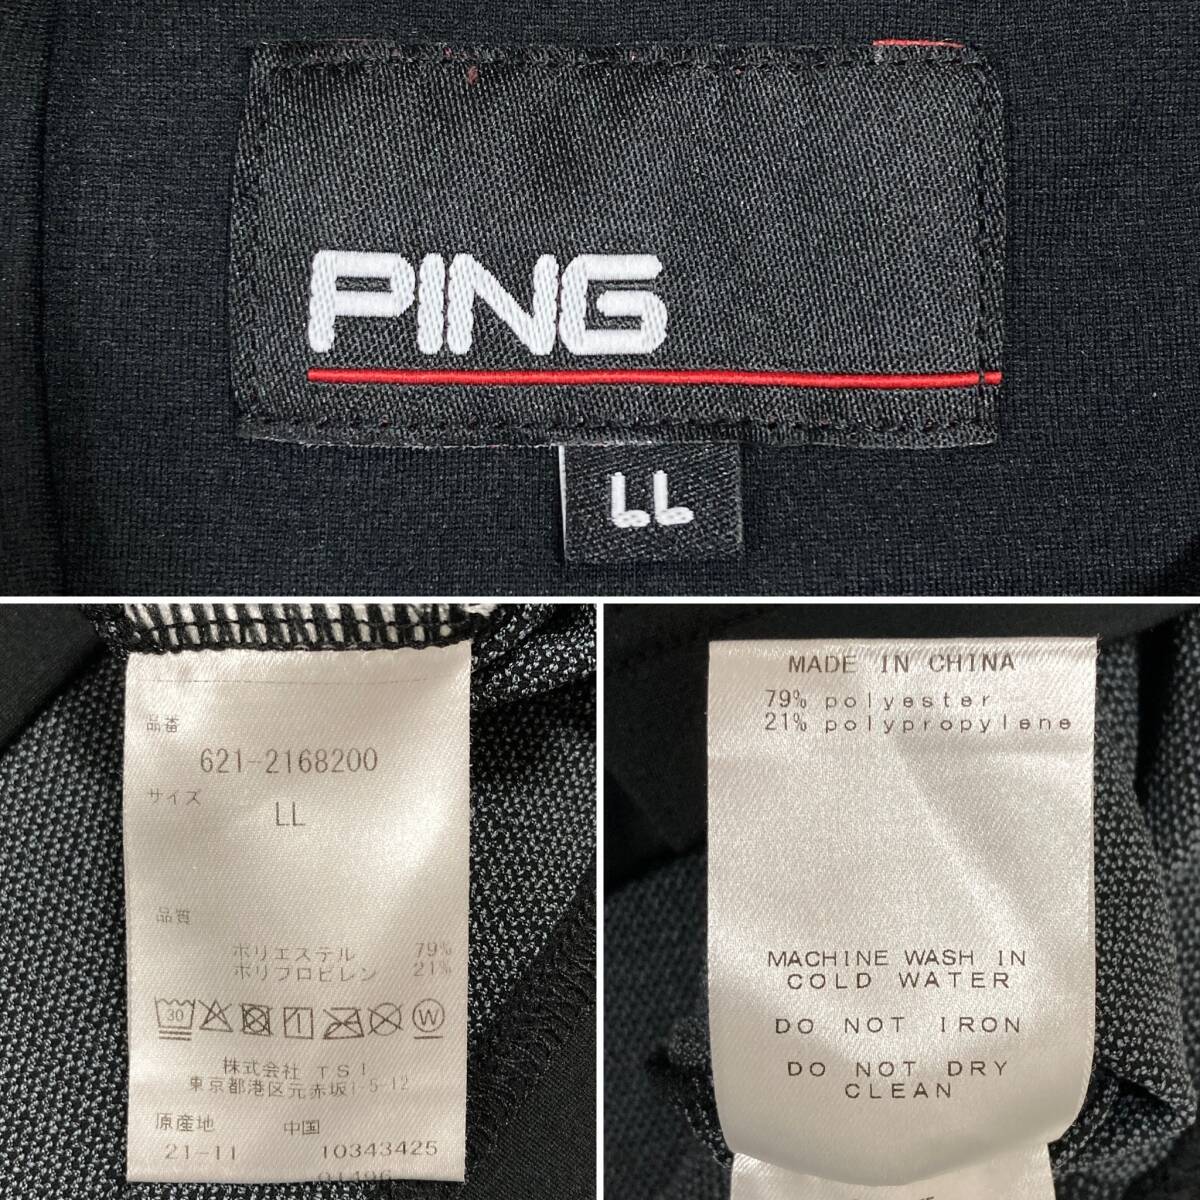 PING
LL
品番
621-2168200
サイズ
LL
品質
ポリエステル 79%
ポリプロピレン 21%
30 W
株式会社 TSI
東京都港区元赤坂1-5-12
原産地 中国
21-11 10343425
MADE IN CHINA
79% polyester
21% polypropylene
MACHINE WASH IN
COLD WATER
DO NOT IRON
DO NOT DRY
CLEAN